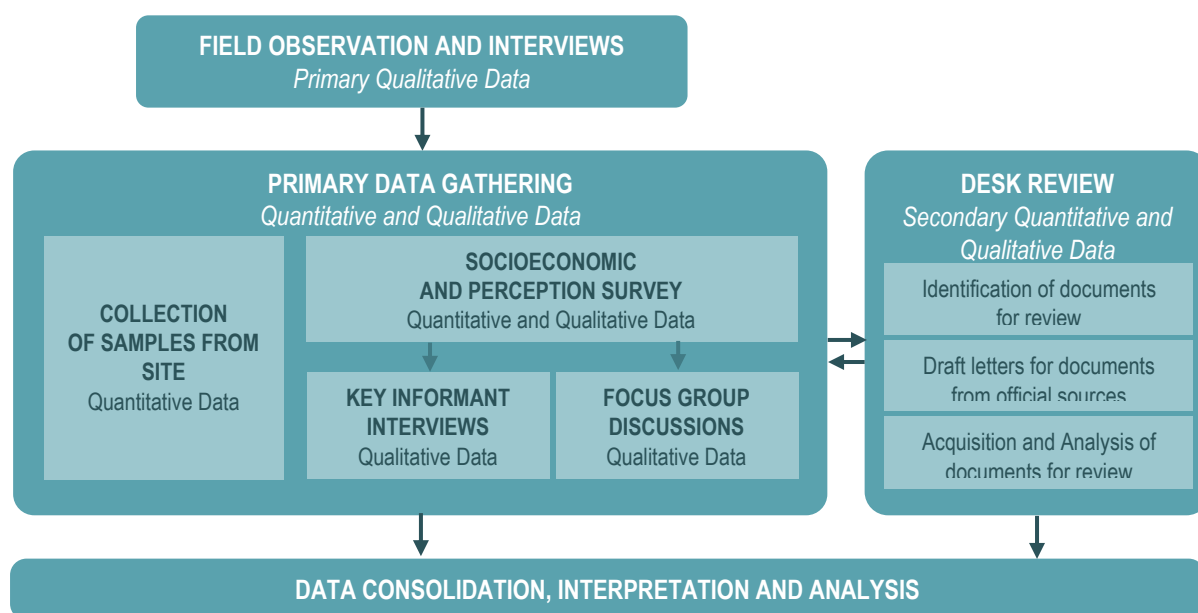 FIELD OBSERVATION AND INTERVIEWS
Primary Qualitative Data
PRIMARY DATA GATHERING
Quantitative and Qualitative Data
COLLECTION
OF SAMPLES FROM
SITE
Quantitative Data
SOCIOECONOMIC
AND PERCEPTION SURVEY
Quantitative and Qualitative Data
KEY INFORMANT
INTERVIEWS
Qualitative Data
FOCUS GROUP
DISCUSSIONS
Qualitative Data
DESK REVIEW
Secondary Quantitative and
Qualitative Data
Identification of documents
for review
Draft letters for documents
from official sources
Acquisition and Analysis of
documents for review
DATA CONSOLIDATION, INTERPRETATION AND ANALYSIS